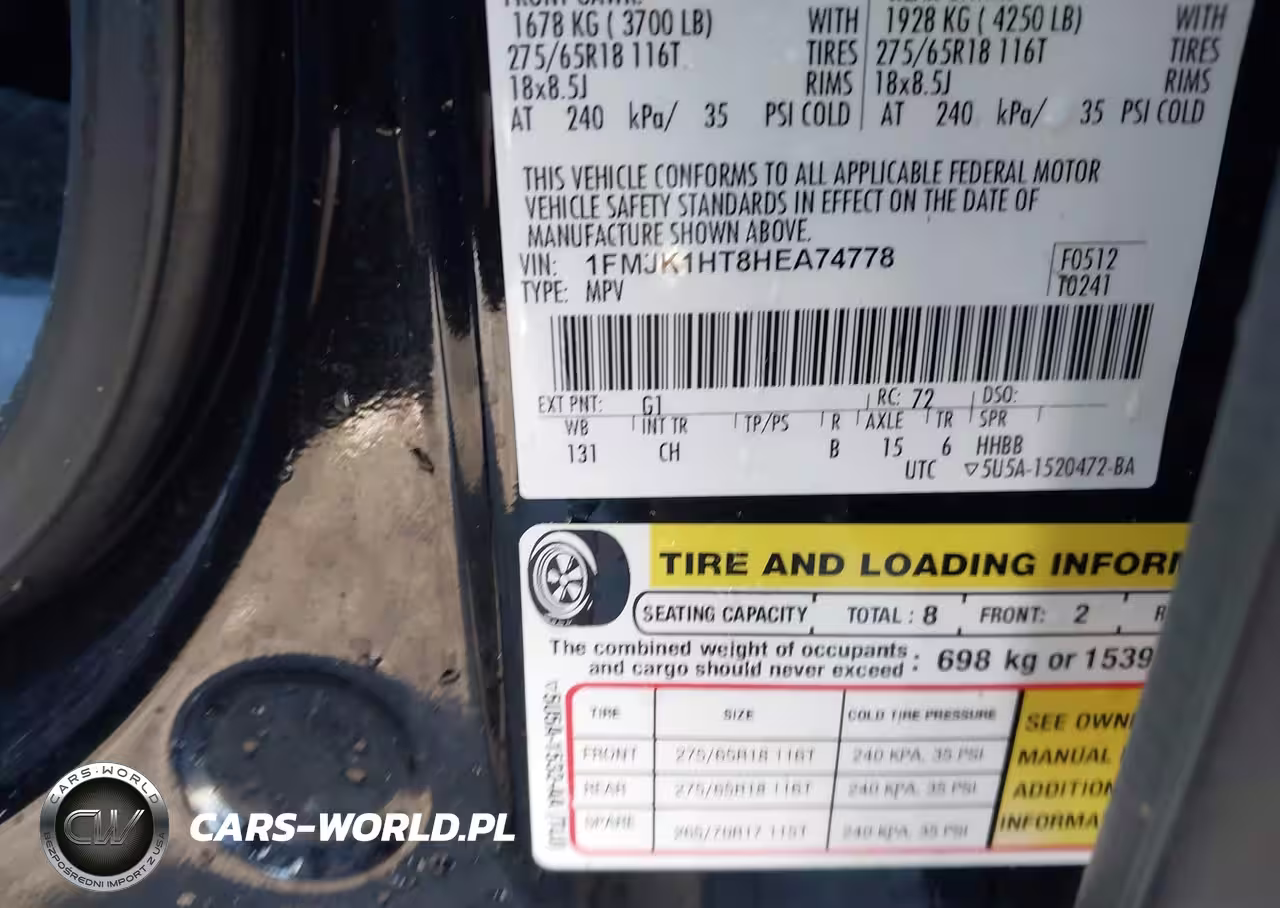 1678 KG ( 3700 LB) WITH 1928 KG ( 4250 LB) WITH
275/65R18 116T TIRES 275/65R18 116T TIRES
18x8.5J RIMS 18x8.5J RIMS
AT 240 kPa/ 35 PSI COLD AT 240 kPa/ 35 PSI COLD
THIS VEHICLE CONFORMS TO ALL APPLICABLE FEDERAL MOTOR
VEHICLE SAFETY STANDARDS IN EFFECT ON THE DATE OF
MANUFACTURE SHOWN ABOVE.
VIN: 1FMJK1HT8HEA74778 F0512
TYPE: MPV T0241
EXT PNT: G1 RC: 72 DSO:
WB INT TR TP/PS R AXLE TR SPR
131 CH B 15 6 HHBB
UTC ▽5U5A-1520472-BA
TIRE AND LOADING INFOR
SEATING CAPACITY TOTAL : 8 FRONT: 2 R
The combined weight of occupants
and cargo should never exceed : 698 kg or 1539
TIRE SIZE COLD TIRE PRESSURE SEE OWN
FRONT 275/65R18 116T 240 KPA, 35 PSI MANUAL
REAR 275/65R18 116T 240 KPA, 35 PSI ADDITION
SPARE 265/70R17 115T 240 KPA, 35 PSI INFORMA
CARS-WORLD
CW
BEZPOŚREDNI IMPORT Z USA
CARS-WORLD.PL